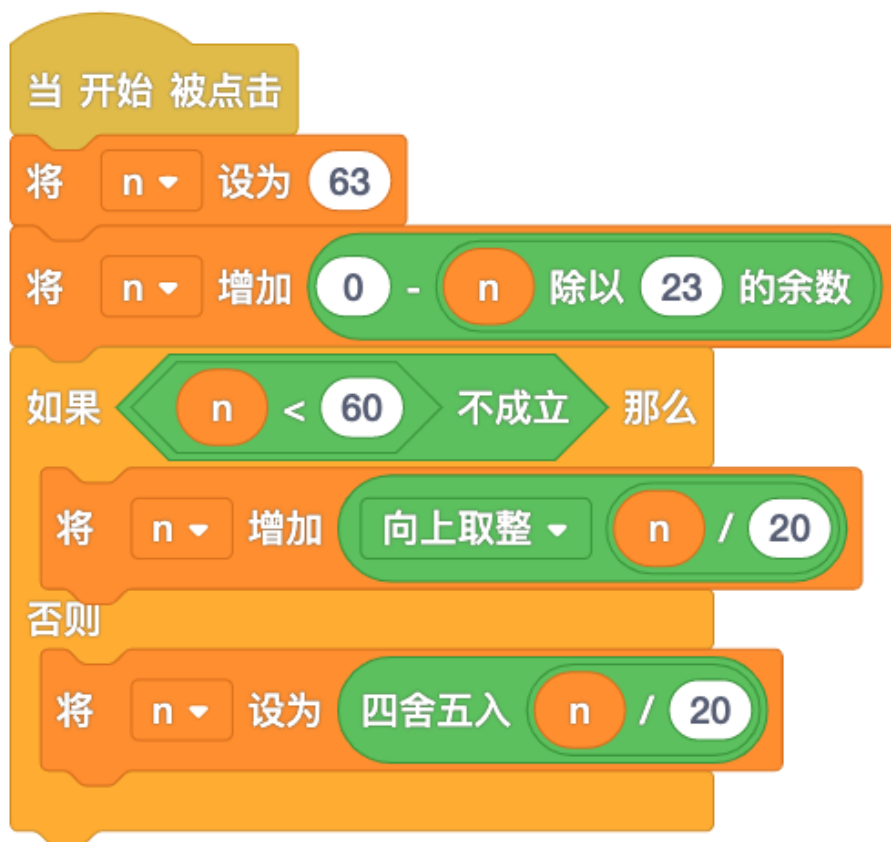 当 开始 被点击
将 n 设为 63
将 n 增加 0 - n 除以 23 的余数
如果 n < 60 不成立 那么
将 n 增加 向上取整 n / 20
否则
将 n 设为 四舍五入 n / 20